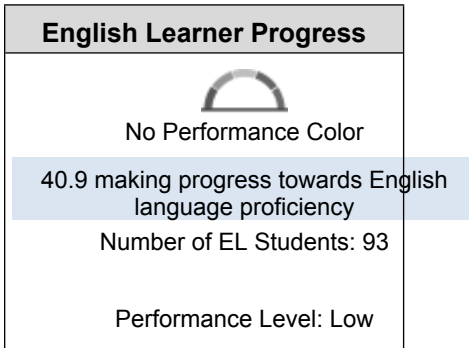 English Learner Progress
No Performance Color
40.9 making progress towards English
language proficiency
Number of EL Students: 93
Performance Level: Low